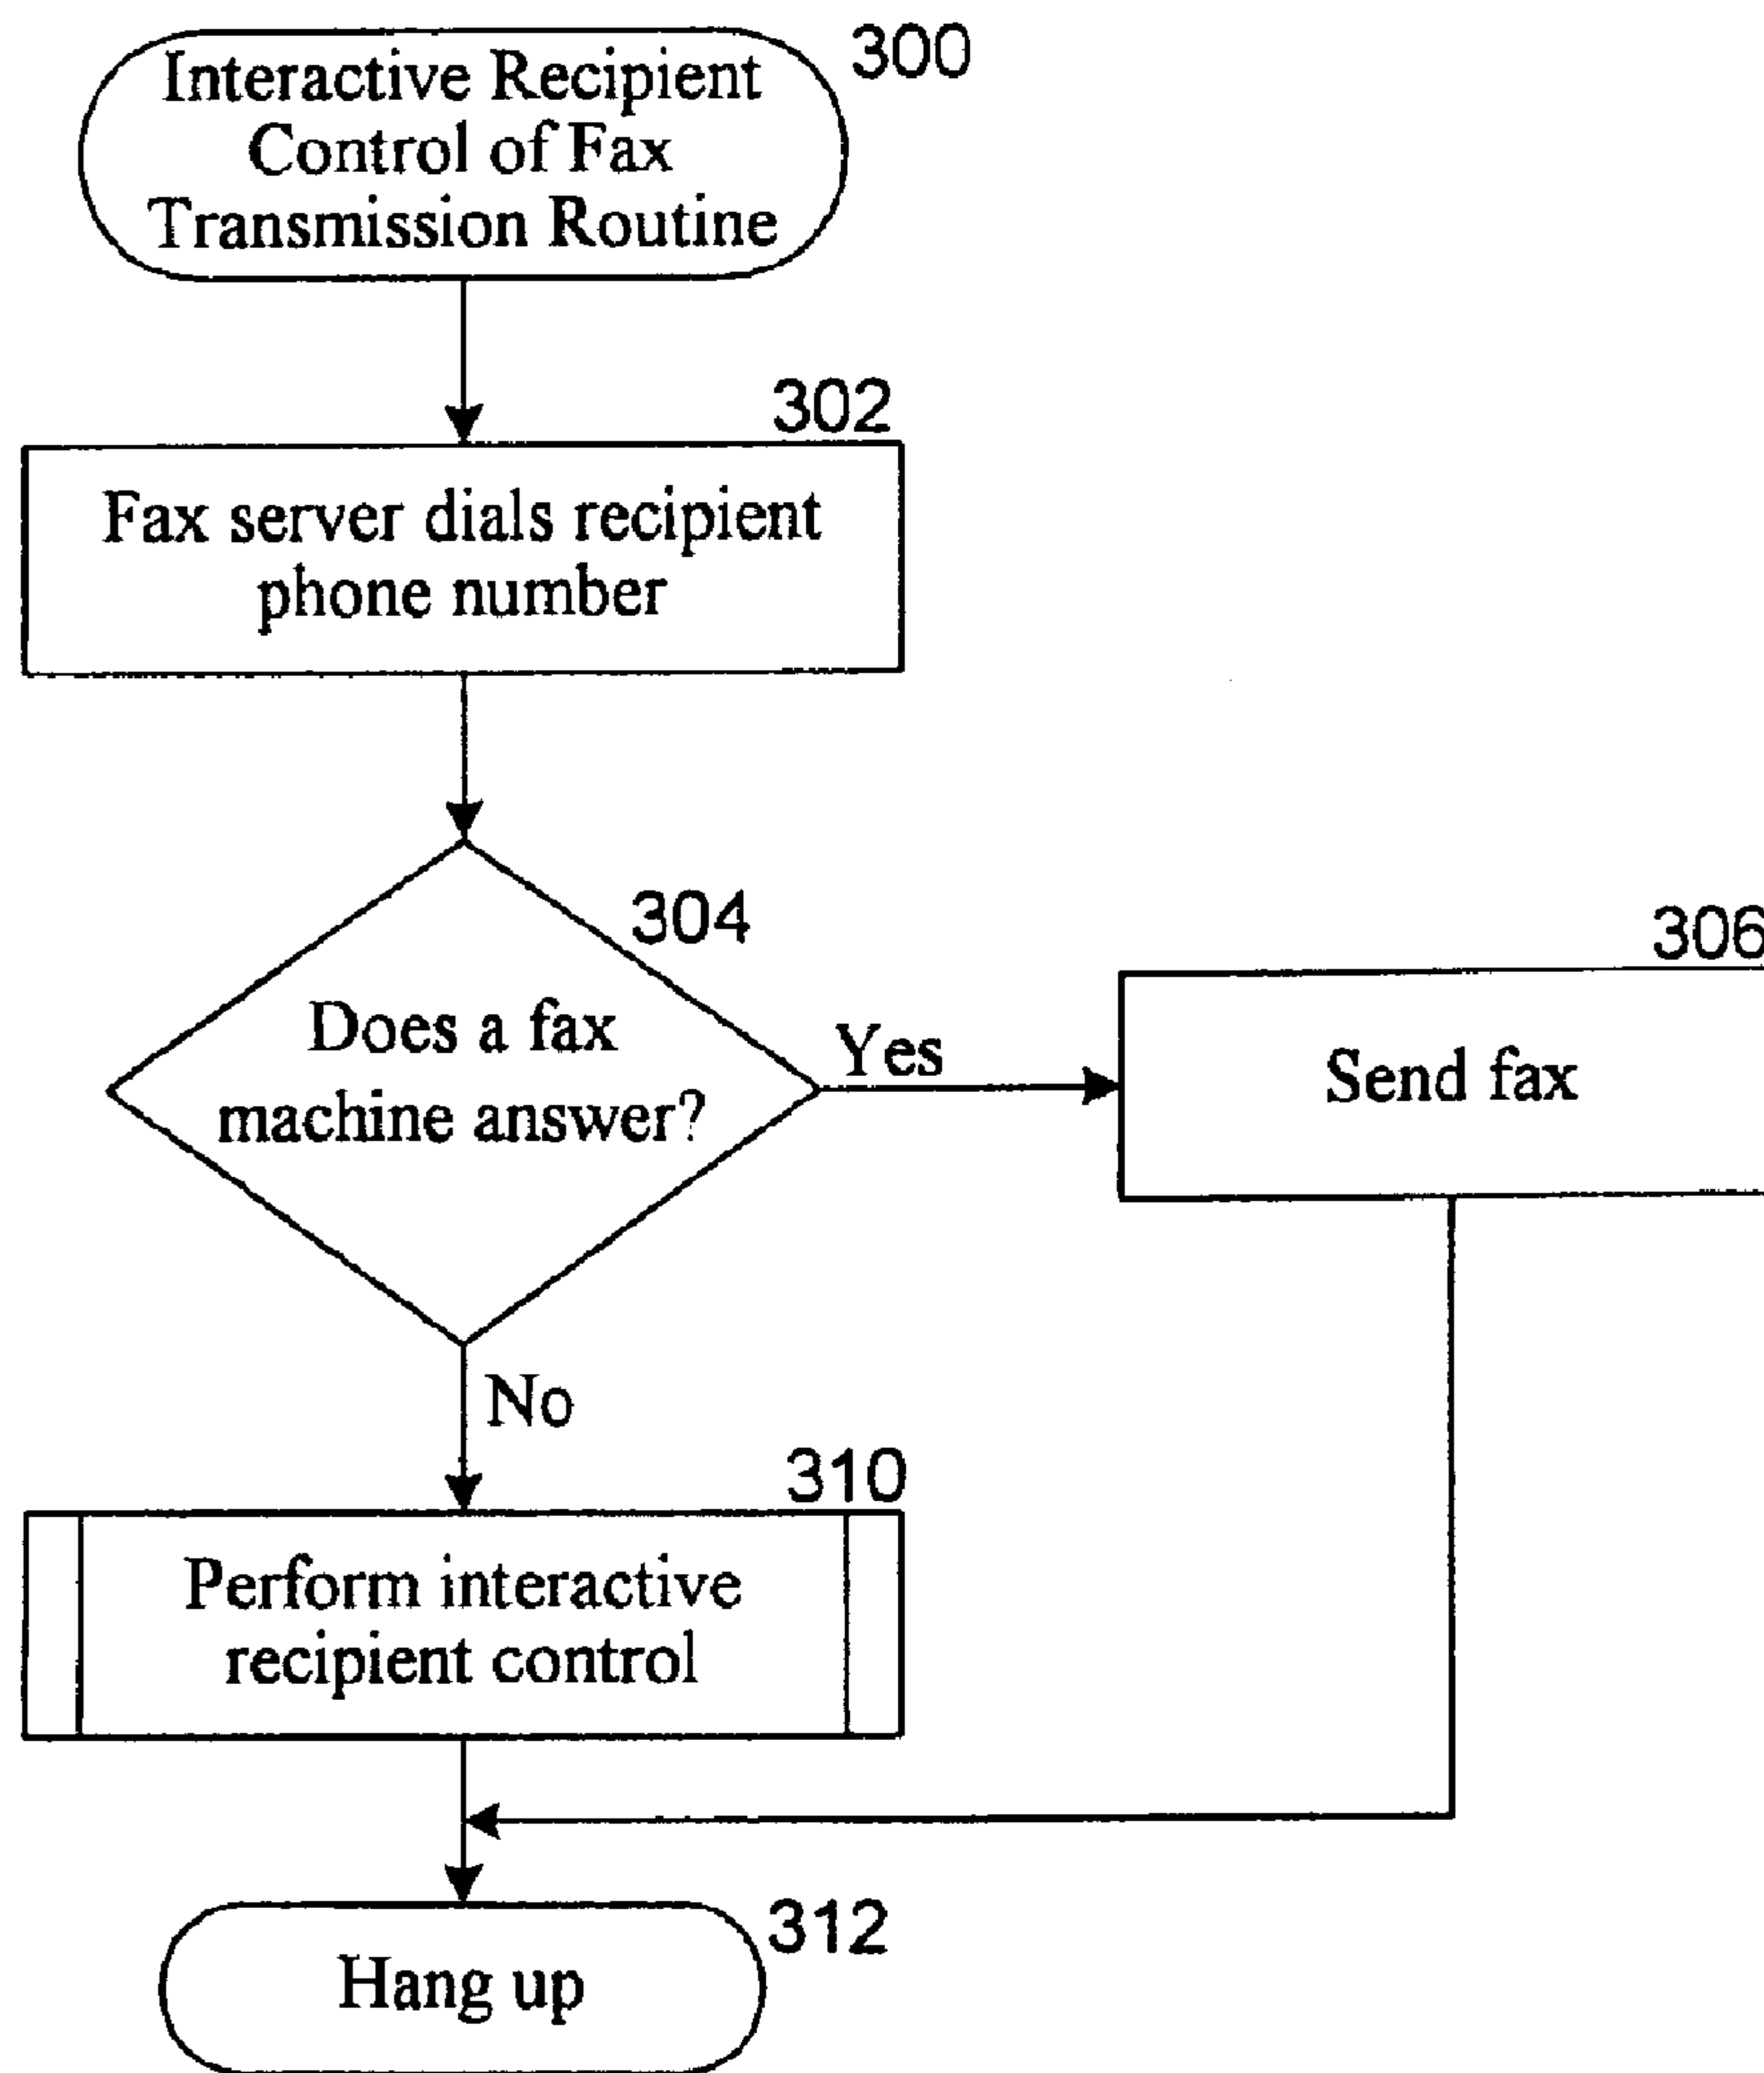 300
Interactive Recipient
Control of Fax
Transmission Routine
302
Fax server dials recipient
phone number
304
Does a fax
machine answer?
Yes
306
Send fax
No
310
Perform interactive
recipient control
312
Hang up